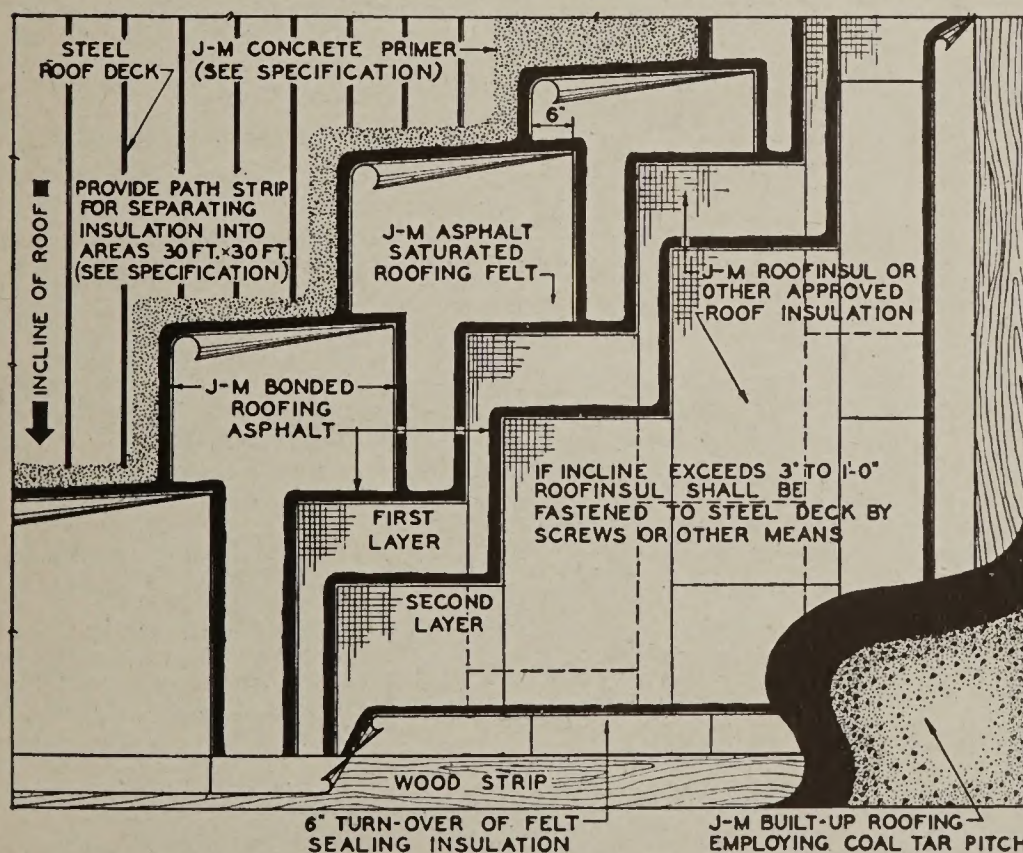 STEEL
ROOF DECK
J-M CONCRETE PRIMER
(SEE SPECIFICATION)
6"
INCLINE OF ROOF
PROVIDE PATH STRIP
FOR SEPARATING
INSULATION INTO
AREAS 30 FT. × 30 FT.
(SEE SPECIFICATION)
J-M ASPHALT
SATURATED
ROOFING FELT
J-M ROOFINSUL OR
OTHER APPROVED
ROOF INSULATION
J-M BONDED
ROOFING
ASPHALT
IF INCLINE EXCEEDS 3" TO 1'-0"
ROOFINSUL SHALL BE
FASTENED TO STEEL DECK BY
SCREWS OR OTHER MEANS
FIRST
LAYER
SECOND
LAYER
WOOD STRIP
6" TURN-OVER OF FELT
SEALING INSULATION
J-M BUILT-UP ROOFING
EMPLOYING COAL TAR PITCH